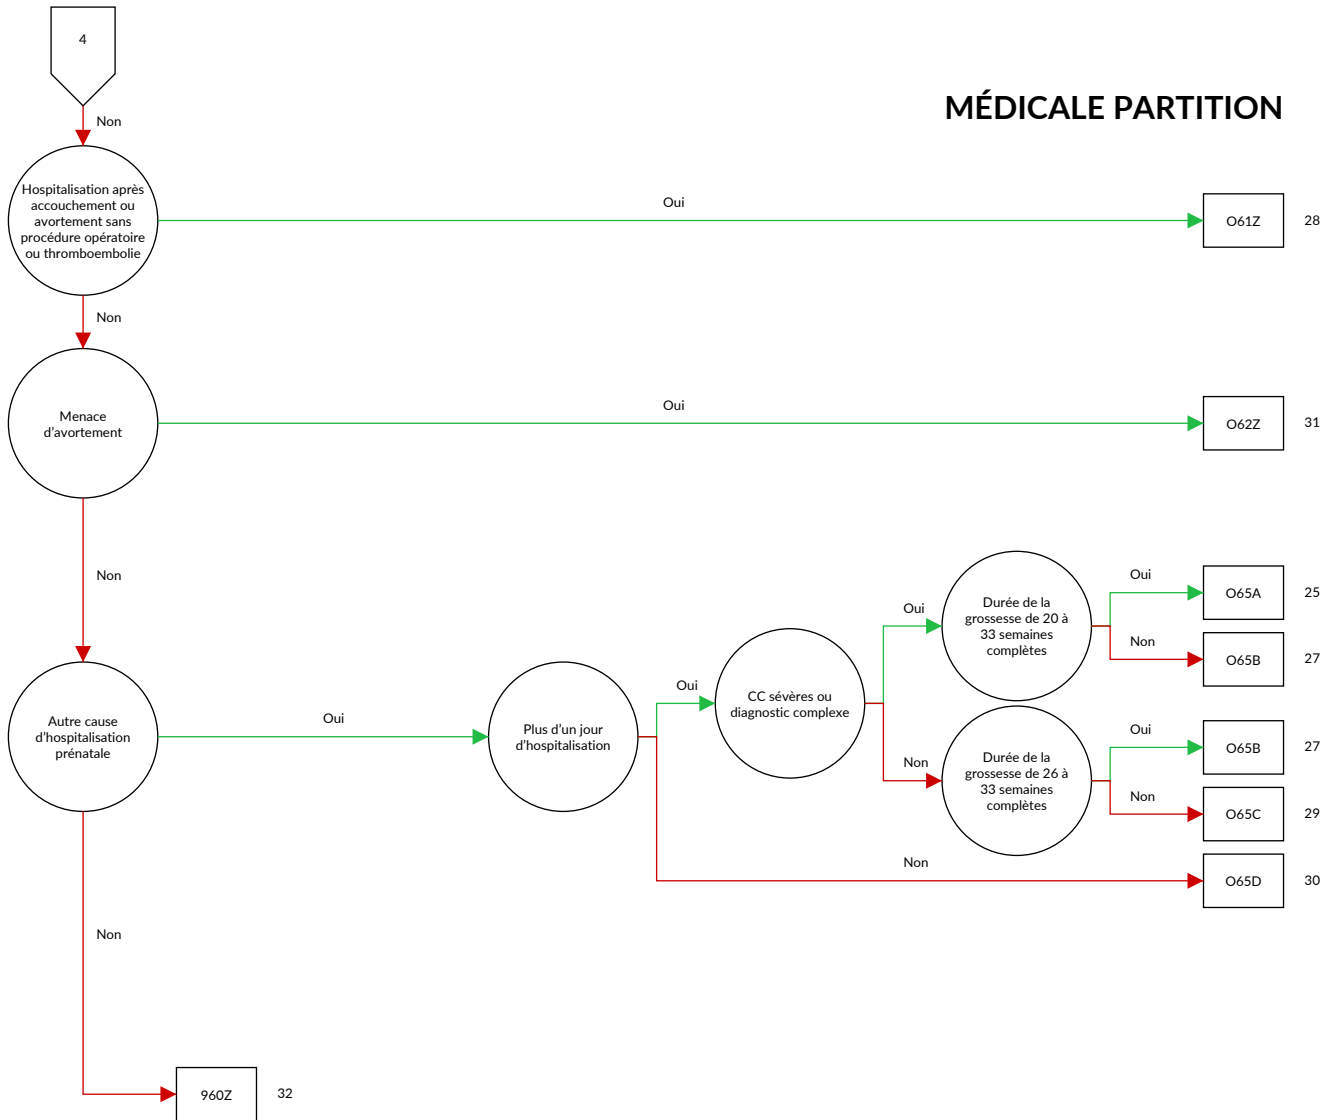 4
MÉDICALE PARTITION
Non
Hospitalisation après
accouchement ou
avortement sans
procédure opératoire
ou thromboembolie
Oui
O61Z
28
Non
Menace
d’avortement
Oui
O62Z
31
Non
Autre cause
d’hospitalisation
prénatale
Oui
Plus d’un jour
d’hospitalisation
Oui
CC sévères ou
diagnostic complexe
Oui
Durée de la
grossesse de 20 à
33 semaines
complètes
Oui
O65A
25
Non
O65B
27
Non
Durée de la
grossesse de 26 à
33 semaines
complètes
Oui
O65B
27
Non
O65C
29
Non
O65D
30
Non
960Z
32